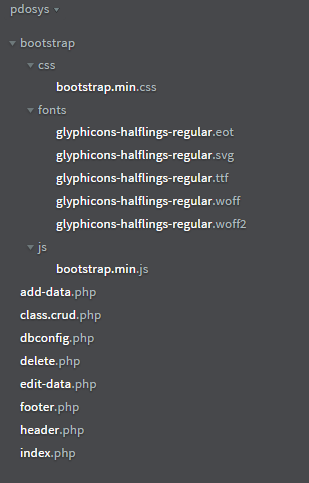 pdosys
bootstrap
css
bootstrap.min.css
fonts
glyphicons-halflings-regular.eot
glyphicons-halflings-regular.svg
glyphicons-halflings-regular.ttf
glyphicons-halflings-regular.woff
glyphicons-halflings-regular.woff2
js
bootstrap.min.js
add-data.php
class.crud.php
dbconfig.php
delete.php
edit-data.php
footer.php
header.php
index.php